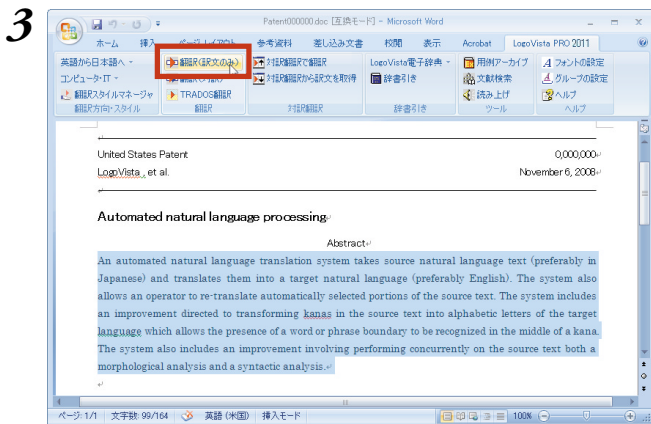 3
Patent000000.doc [互換モード] - Microsoft Word
ホーム 挿入 ページ レイアウト 参考資料 差し込み文書 校閲 表示 Acrobat LogoVista PRO 2011
英語から日本語へ 翻訳(訳文のみ) 対訳翻訳で翻訳 LogoVista電子辞典 用例アーカイブ フォントの設定
コンピュータ・IT 対訳翻訳から訳文を取得 辞書引き 文献検索 グループの設定
翻訳スタイルマネージャ TRADOS翻訳 読み上げ ヘルプ
翻訳方向・スタイル 翻訳 対訳翻訳 辞書引き ツール ヘルプ
United States Patent 0,000,000
LogoVista , et al. November 6, 2008
Automated natural language processing
Abstract
An automated natural language translation system takes source natural language text (preferably in
Japanese) and translates them into a target natural language (preferably English). The system also
allows an operator to re-translate automatically selected portions of the source text. The system includes
an improvement directed to transforming kanas in the source text into alphabetic letters of the target
language which allows the presence of a word or phrase boundary to be recognized in the middle of a kana.
The system also includes an improvement involving performing concurrently on the source text both a
morphological analysis and a syntactic analysis.
ページ: 1/1 文字数: 99/164 英語 (米国) 挿入モード 100%